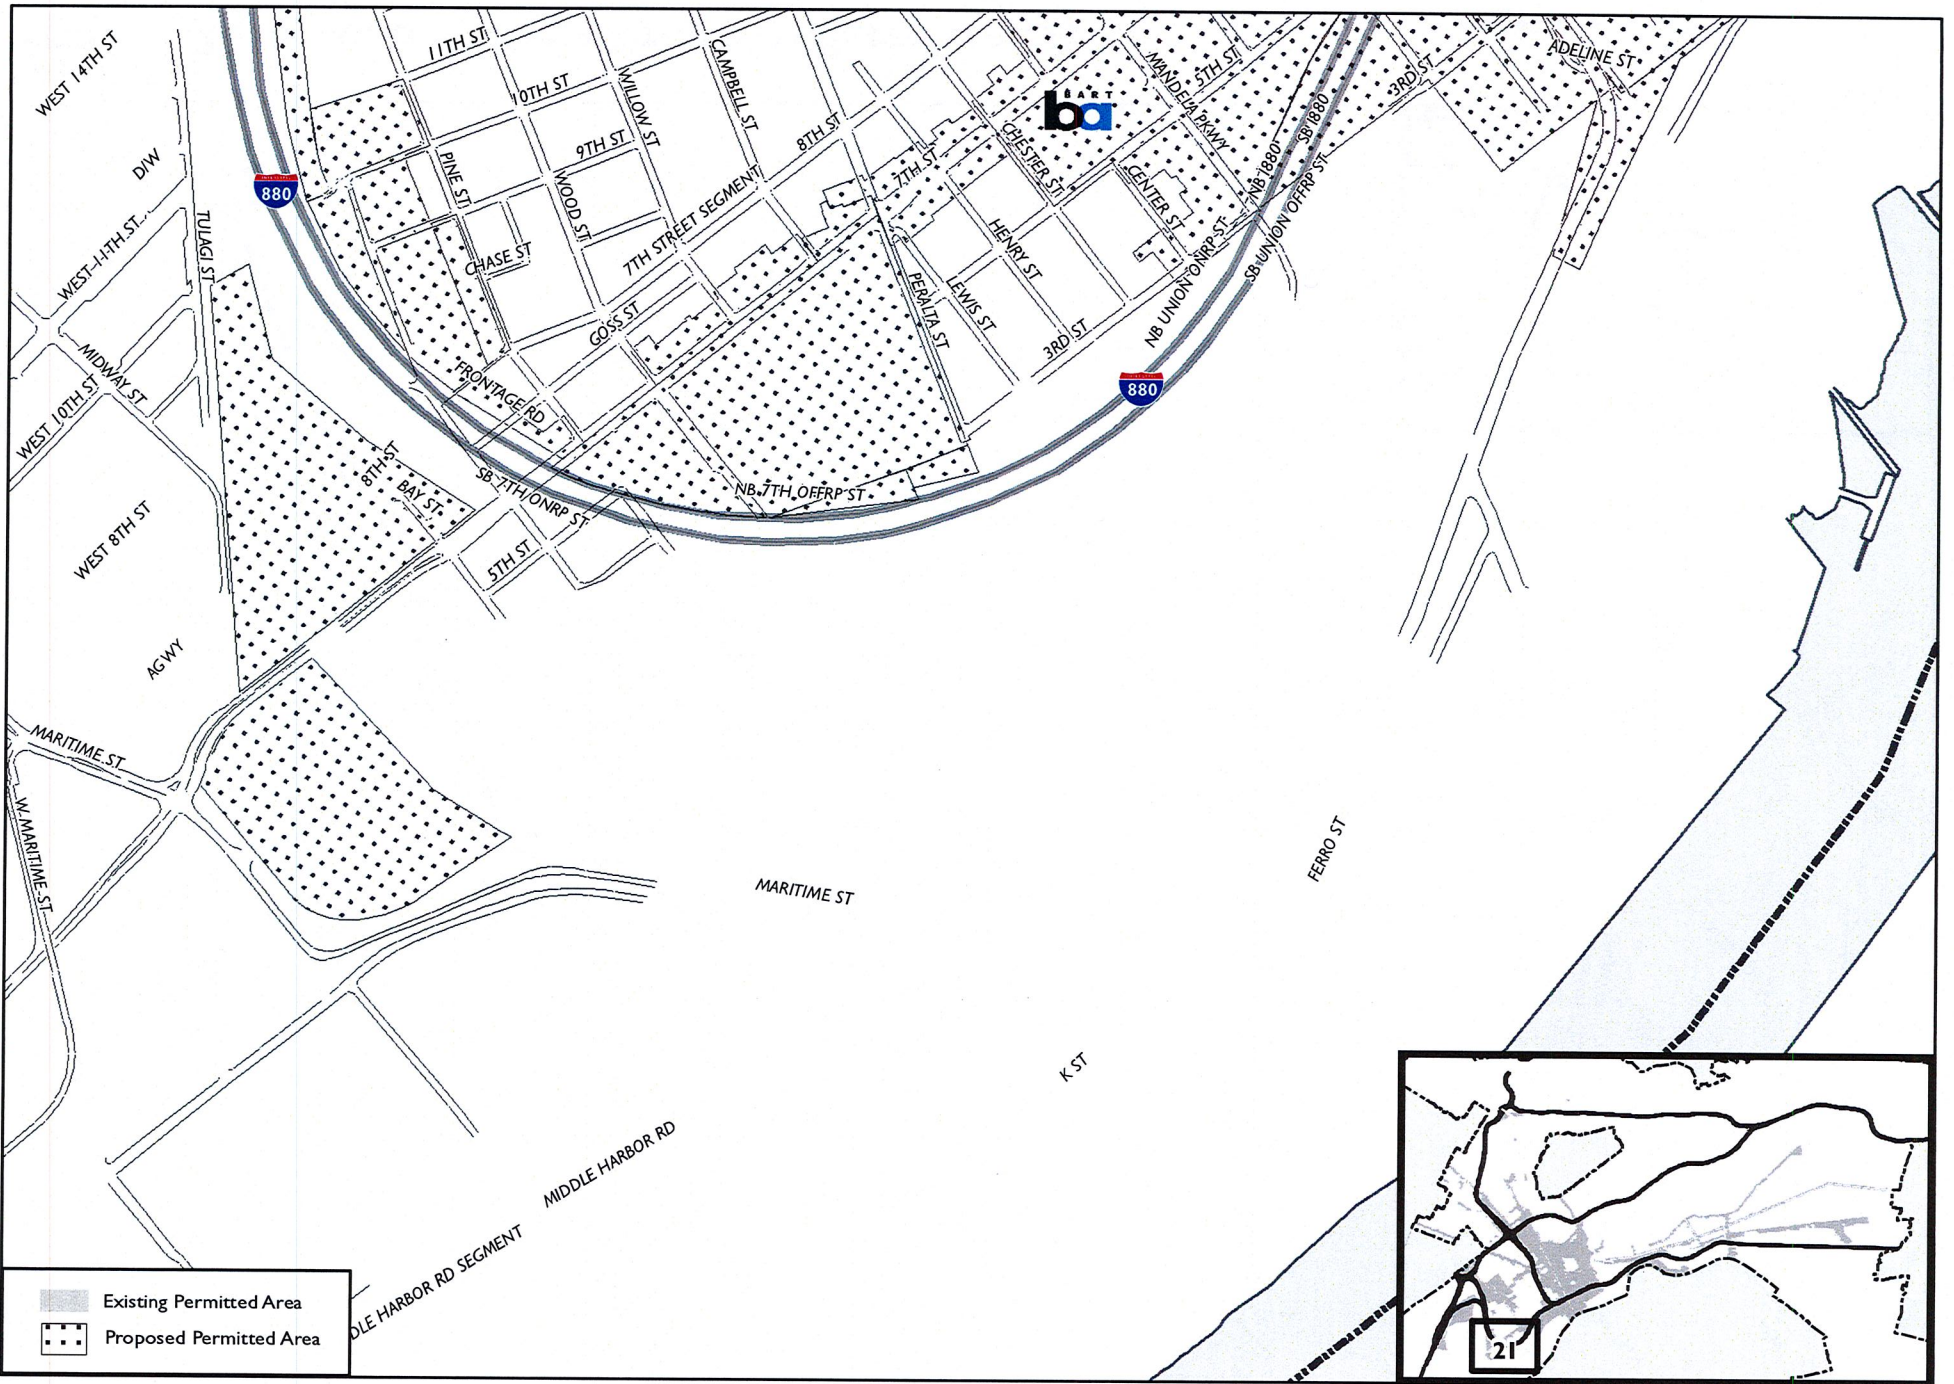 WEST 14TH ST
11TH ST
10TH ST
WILLOW ST
CAMPBELL ST
8TH ST
9TH ST
PINE ST
WOOD ST
7TH STREET SEGMENT
7TH ST
CHASE ST
GOSS ST
FRONTAGE RD
BART
ba
CHESTER ST
MANDELA PKWY
5TH ST
CENTER ST
HENRY ST
LEWIS ST
PERALTA ST
3RD ST
NB UNION ONRP ST
NB I880
SB I880
SB UNION OFFRP ST
3RD ST
ADELINE ST
DIW
880
TULAGI ST
WEST 11TH ST
MIDWAY ST
WEST 10TH ST
WEST 8TH ST
8TH ST
BAY ST
SB 7TH ONRP ST
5TH ST
NB 7TH OFFRP ST
880
AGWY
MARITIME ST
W MARITIME ST
MARITIME ST
FERRO ST
K ST
MIDDLE HARBOR RD
DLE HARBOR RD SEGMENT
Existing Permitted Area
Proposed Permitted Area
21